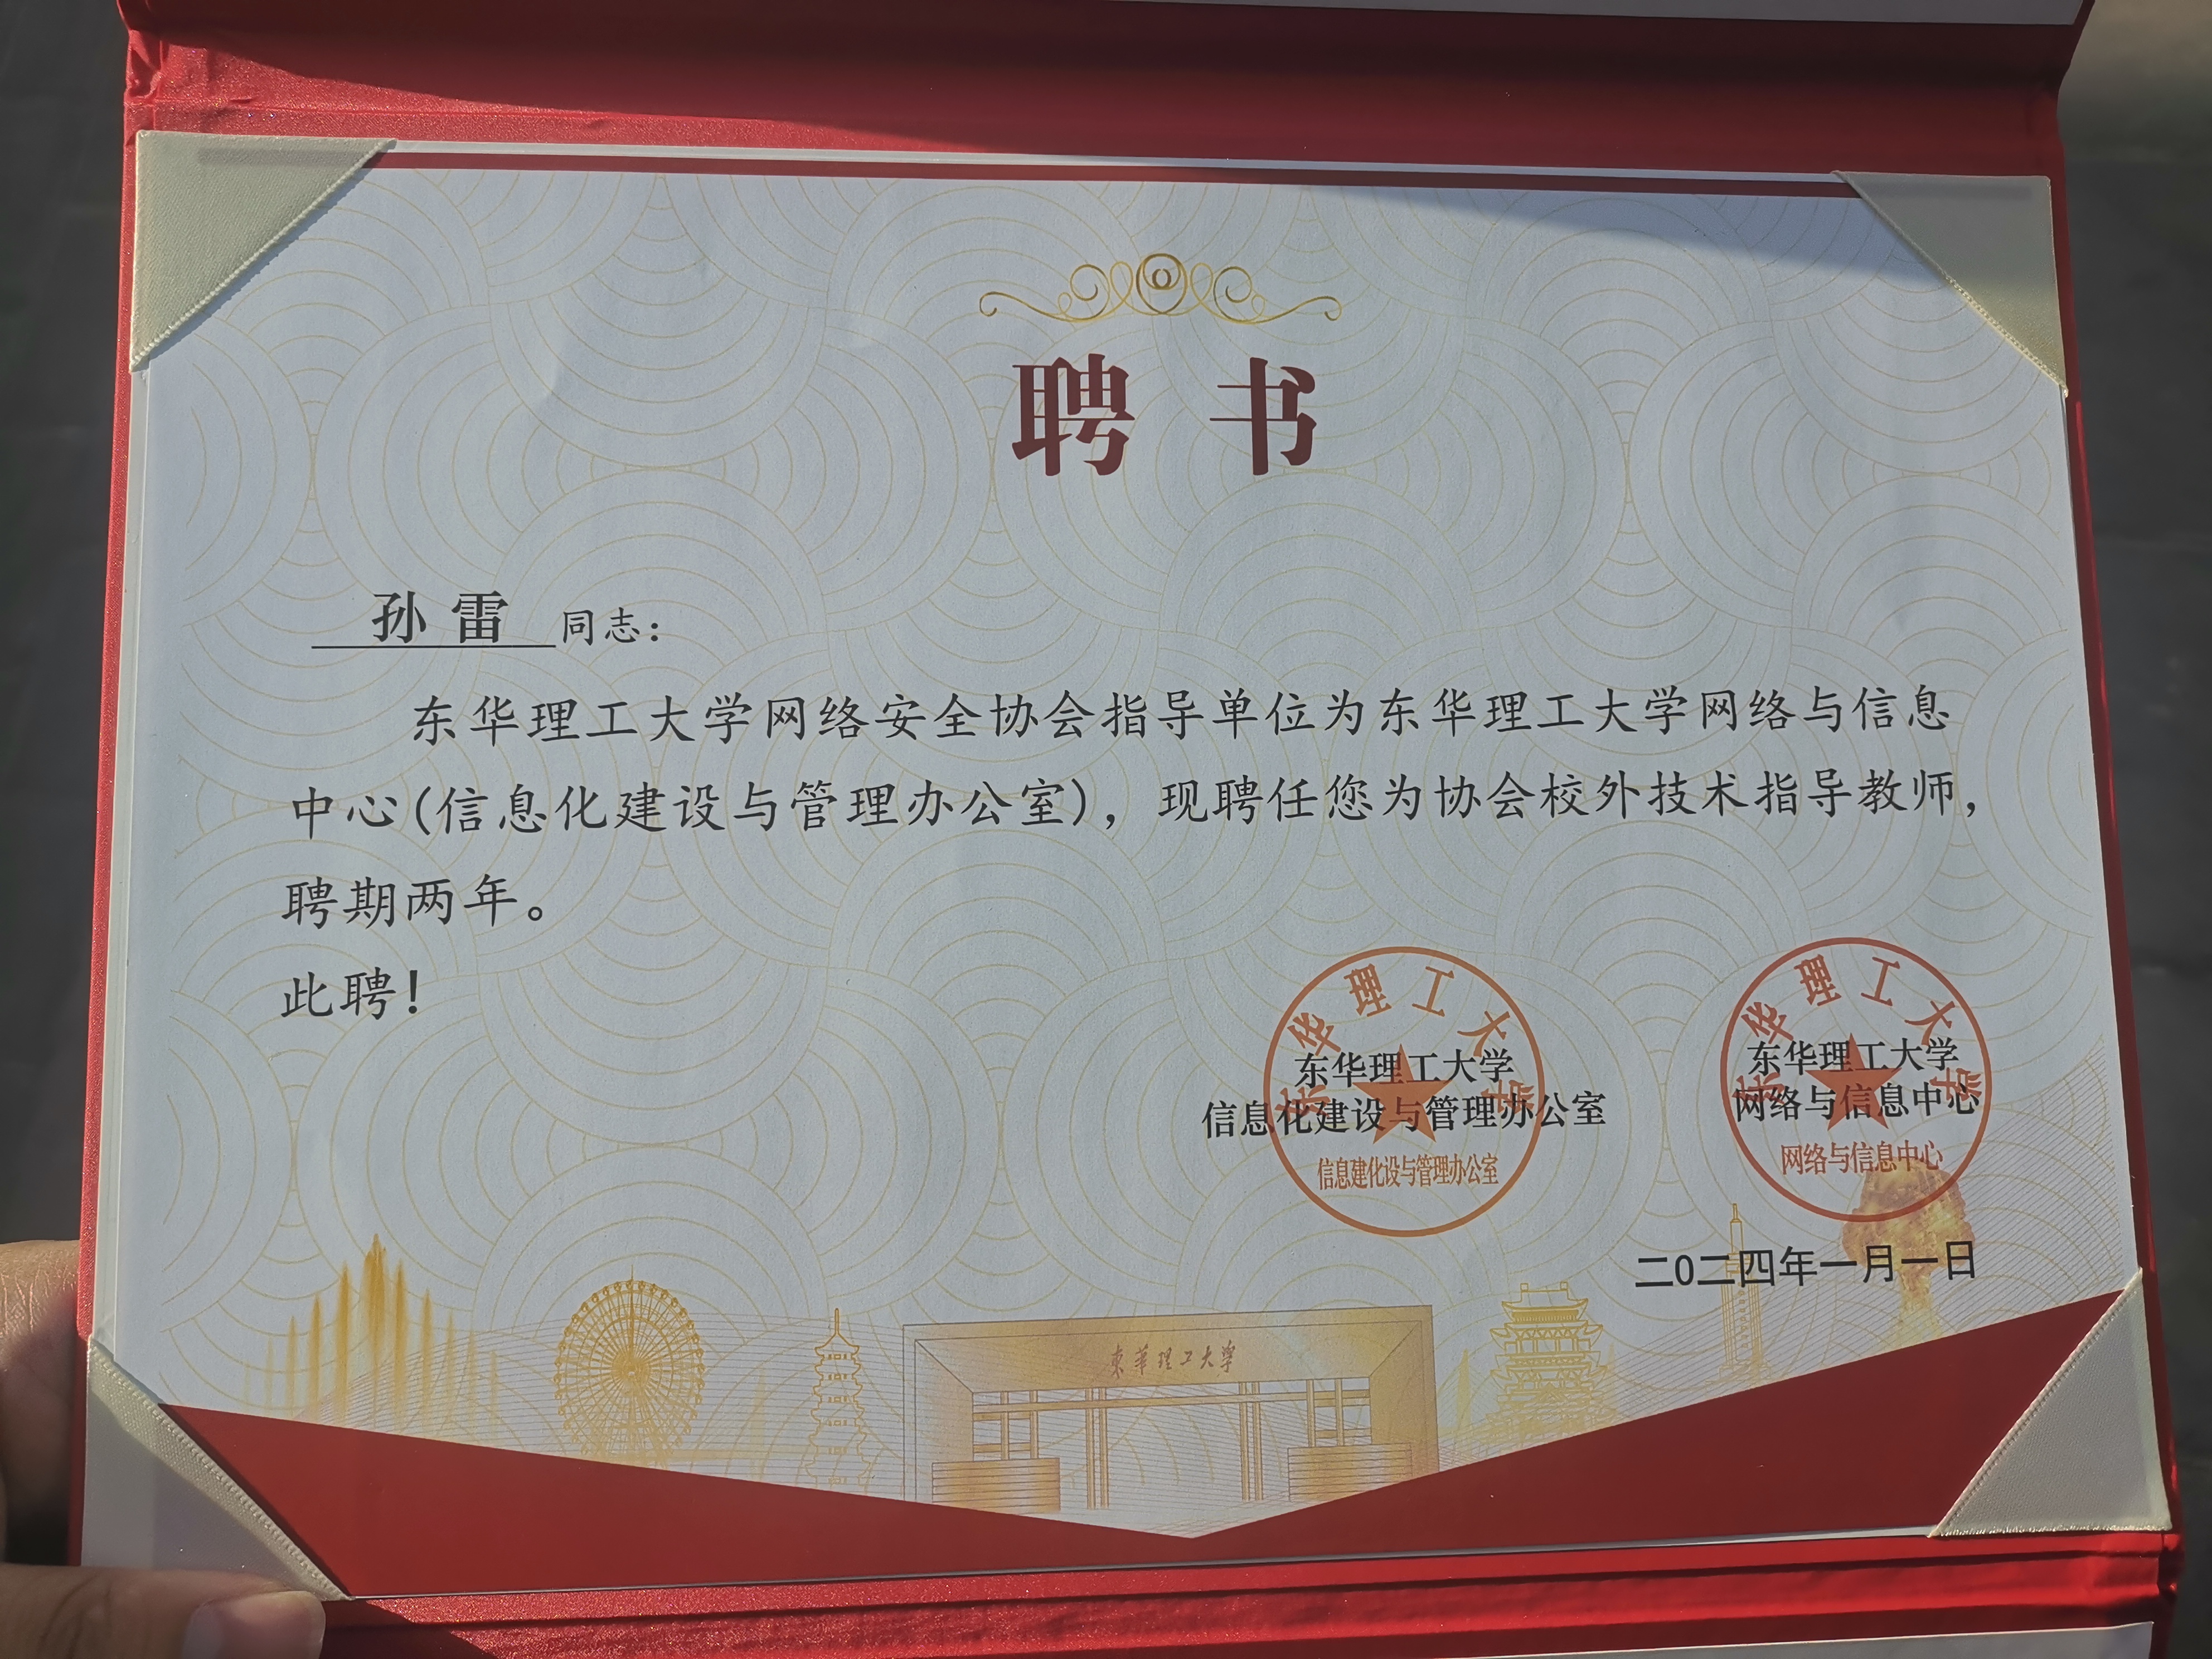 聘书
孙雷同志：
东华理工大学网络安全协会指导单位为东华理工大学网络与信息
中心(信息化建设与管理办公室)，现聘任您为协会校外技术指导教师，
聘期两年。
此聘！
东华理工大学
东华理工大学
信息化建设与管理办公室
信息建化设与管理办公室
东华理工大学
东华理工大学
网络与信息中心
网络与信息中心
二0二四年一月一日
東華理工大學